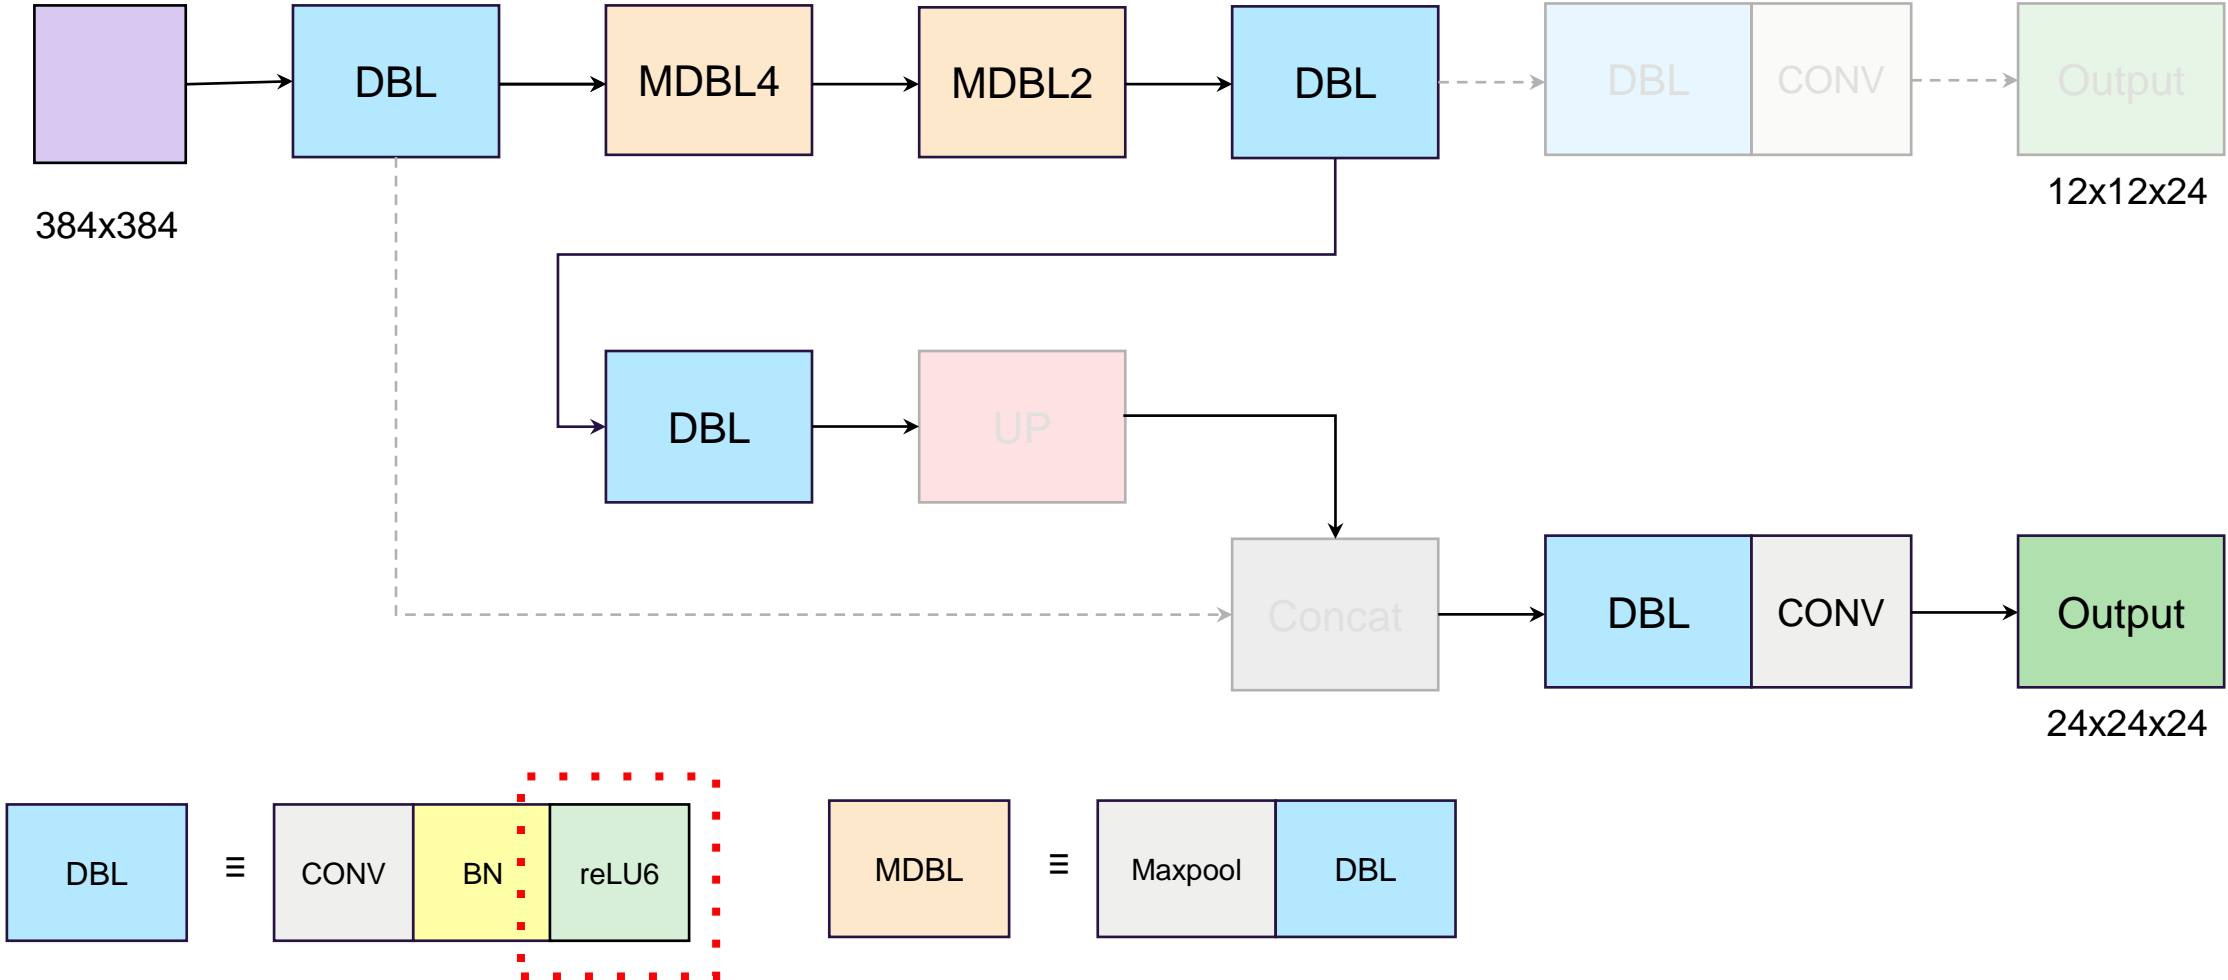 DBL
MDBL4
MDBL2
DBL
DBL
CONV
Output
384x384
12x12x24
DBL
UP
Concat
DBL
CONV
Output
24x24x24
DBL
≡
CONV
BN
reLU6
MDBL
≡
Maxpool
DBL